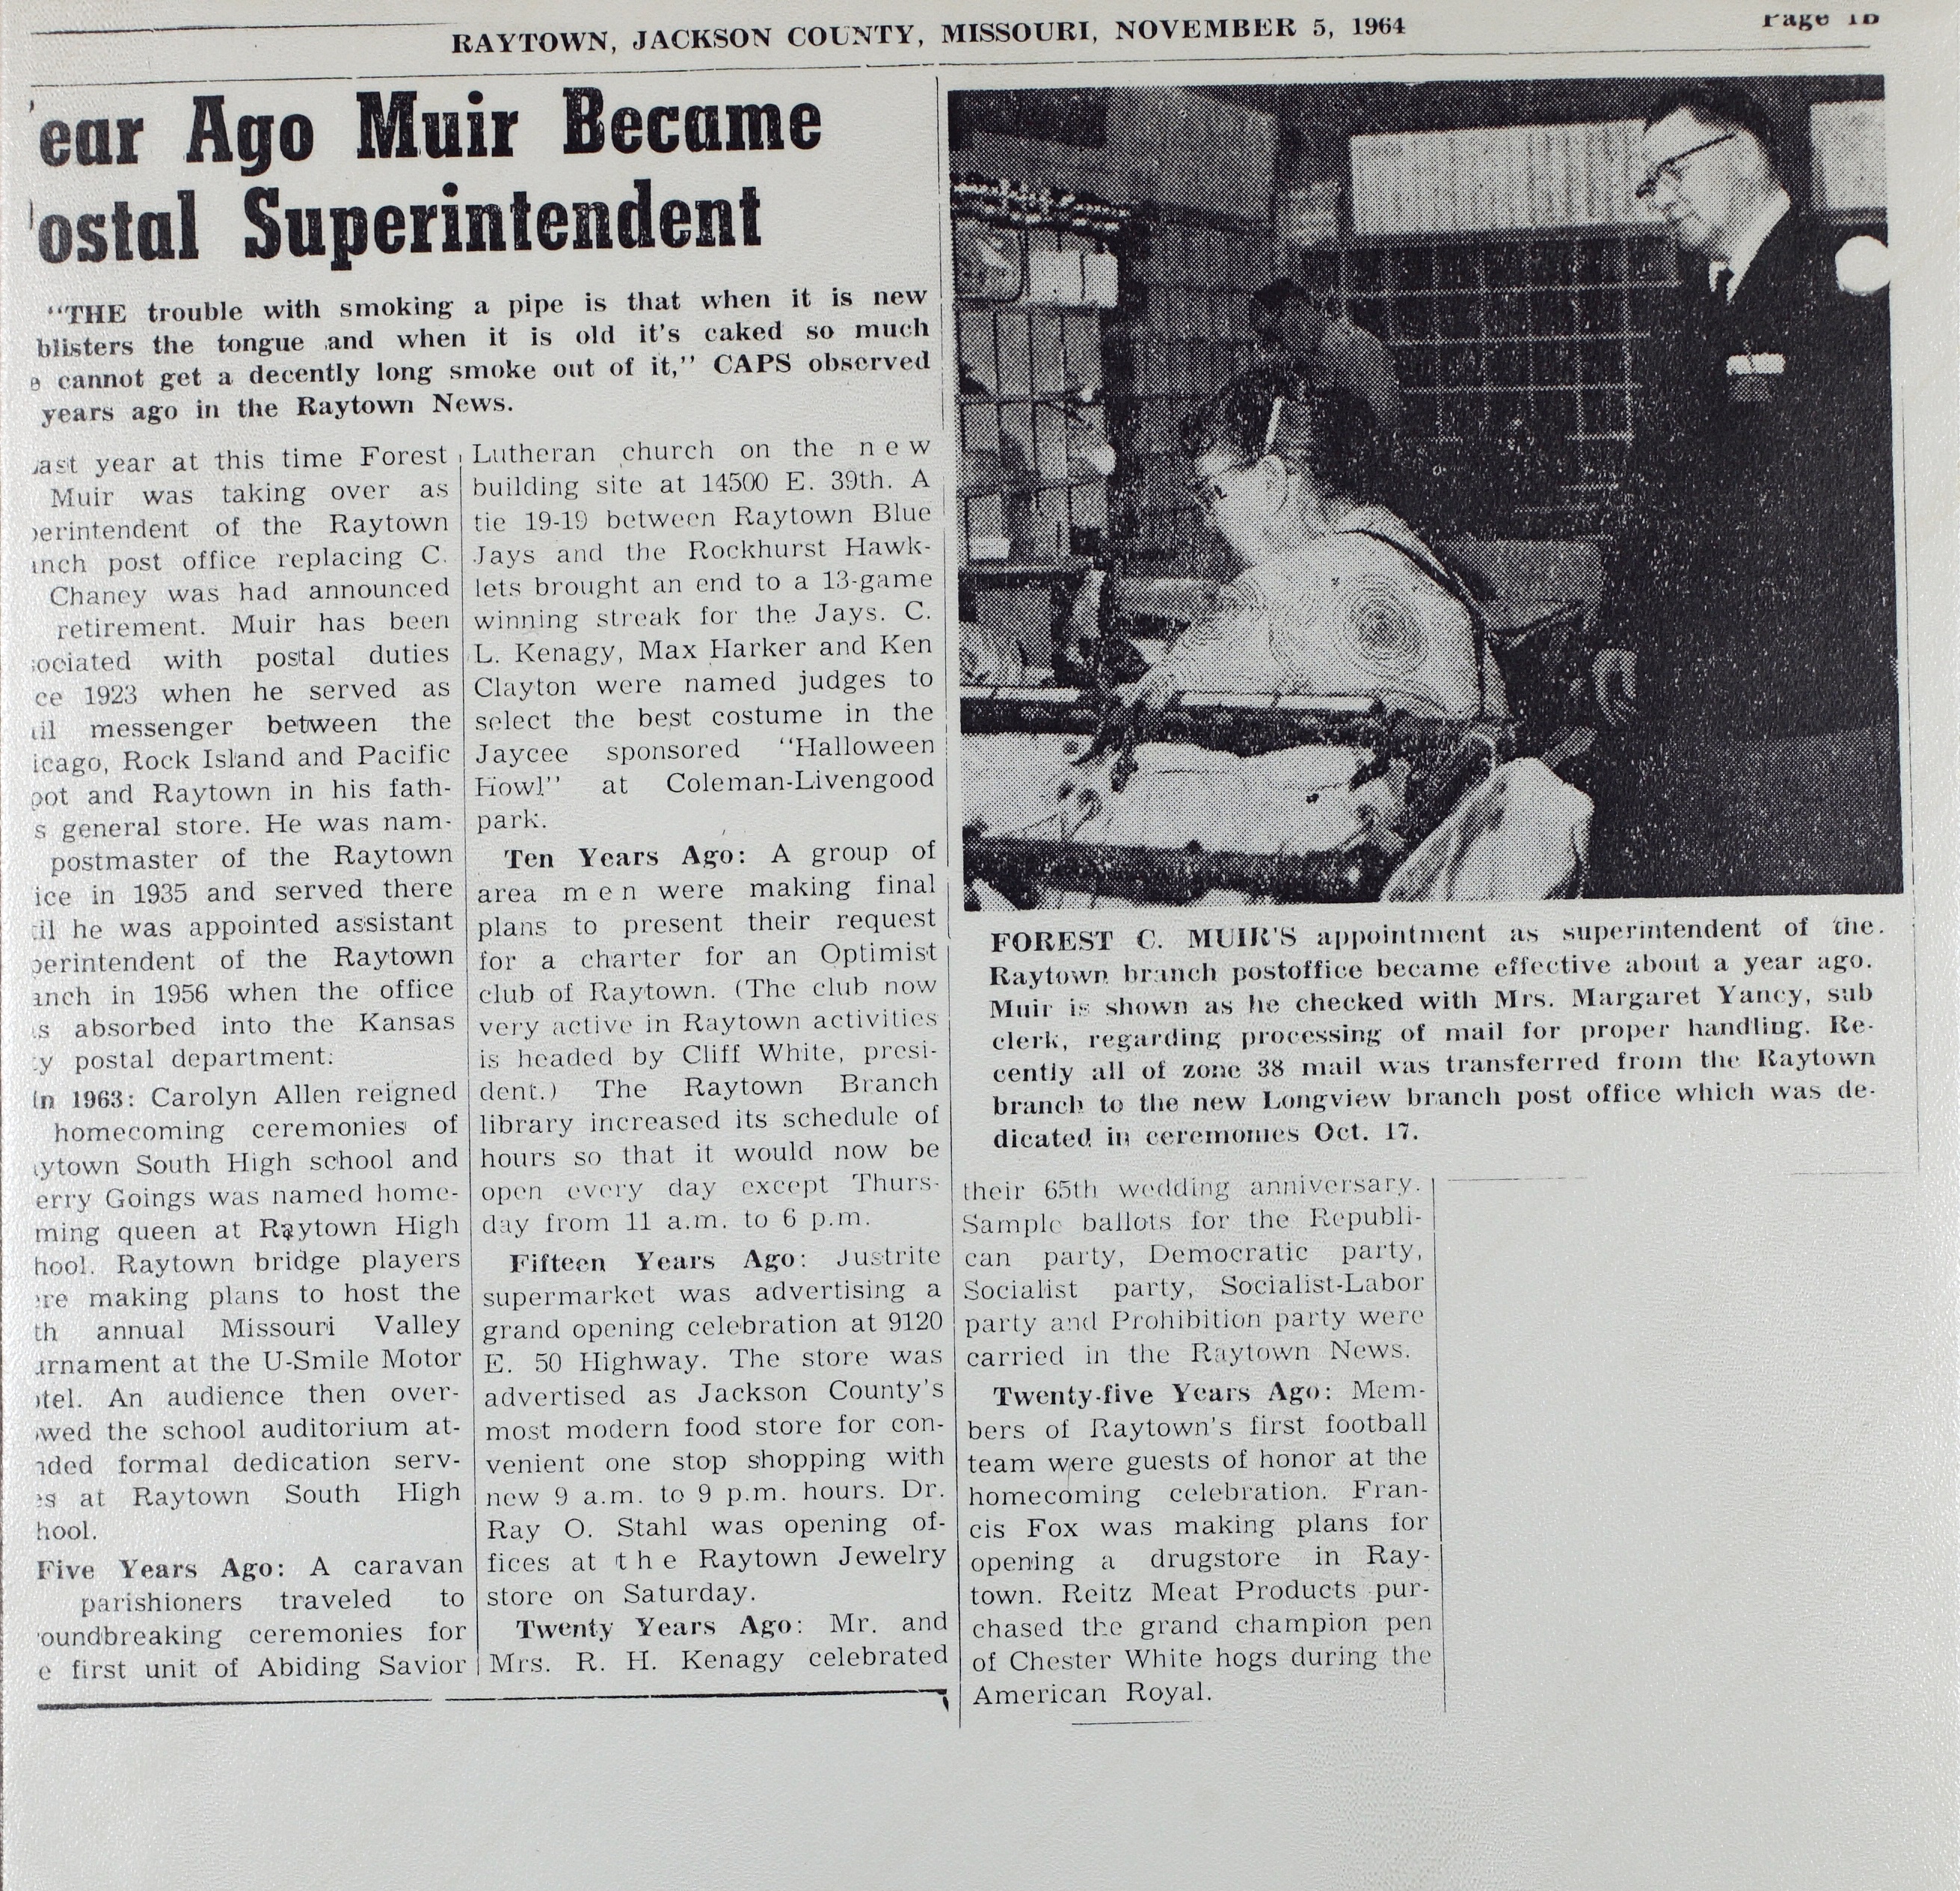 RAYTOWN, JACKSON COUNTY, MISSOURI, NOVEMBER 5, 1964
Page 1B
ear Ago Muir Became
ostal Superintendent
"THE trouble with smoking a pipe is that when it is new
blisters the tongue and when it is old it's caked so much
cannot get a decently long smoke out of it," CAPS observed
years ago in the Raytown News.
ast year at this time Forest
Muir was taking over as
perintendent of the Raytown
anch post office replacing C.
Chaney was had announced
retirement. Muir has been
sociated with postal duties
ce 1923 when he served as
il messenger between the
icago, Rock Island and Pacific
pot and Raytown in his fath-
s general store. He was nam-
postmaster of the Raytown
ice in 1935 and served there
til he was appointed assistant
perintendent of the Raytown
anch in 1956 when the office
s absorbed into the Kansas
ty postal department.
In 1963: Carolyn Allen reigned
homecoming ceremonies of
aytown South High school and
erry Goings was named home-
ming queen at Raytown High
hool. Raytown bridge players
ere making plans to host the
th annual Missouri Valley
urnament at the U-Smile Motor
otel. An audience then over-
owed the school auditorium at-
nded formal dedication serv-
es at Raytown South High
hool.
Five Years Ago: A caravan
parishioners traveled to
oundbreaking ceremonies for
e first unit of Abiding Savior
Lutheran church on the new
building site at 14500 E. 39th. A
tie 19-19 between Raytown Blue
Jays and the Rockhurst Hawk-
lets brought an end to a 13-game
winning streak for the Jays. C.
L. Kenagy, Max Harker and Ken
Clayton were named judges to
select the best costume in the
Jaycee sponsored "Halloween
Howl" at Coleman-Livengood
park.
Ten Years Ago: A group of
area men were making final
plans to present their request
for a charter for an Optimist
club of Raytown. (The club now
very active in Raytown activities
is headed by Cliff White, presi-
dent.) The Raytown Branch
library increased its schedule of
hours so that it would now be
open every day except Thurs-
day from 11 a.m. to 6 p.m.
Fifteen Years Ago: Justrite
supermarket was advertising a
grand opening celebration at 9120
E. 50 Highway. The store was
advertised as Jackson County's
most modern food store for con-
venient one stop shopping with
new 9 a.m. to 9 p.m. hours. Dr.
Ray O. Stahl was opening of-
fices at the Raytown Jewelry
store on Saturday.
Twenty Years Ago: Mr. and
Mrs. R. H. Kenagy celebrated
FOREST C. MUIR'S appointment as superintendent of the
Raytown branch postoffice became effective about a year ago.
Muir is shown as he checked with Mrs. Margaret Yancy, sub
clerk, regarding processing of mail for proper handling. Re-
cently all of zone 38 mail was transferred from the Raytown
branch to the new Longview branch post office which was de-
dicated in ceremonies Oct. 17.
their 65th wedding anniversary.
Sample ballots for the Republi-
can party, Democratic party,
Socialist party, Socialist-Labor
party and Prohibition party were
carried in the Raytown News.
Twenty-five Years Ago: Mem-
bers of Raytown's first football
team were guests of honor at the
homecoming celebration. Fran-
cis Fox was making plans for
opening a drugstore in Ray-
town. Reitz Meat Products pur-
chased the grand champion pen
of Chester White hogs during the
American Royal.